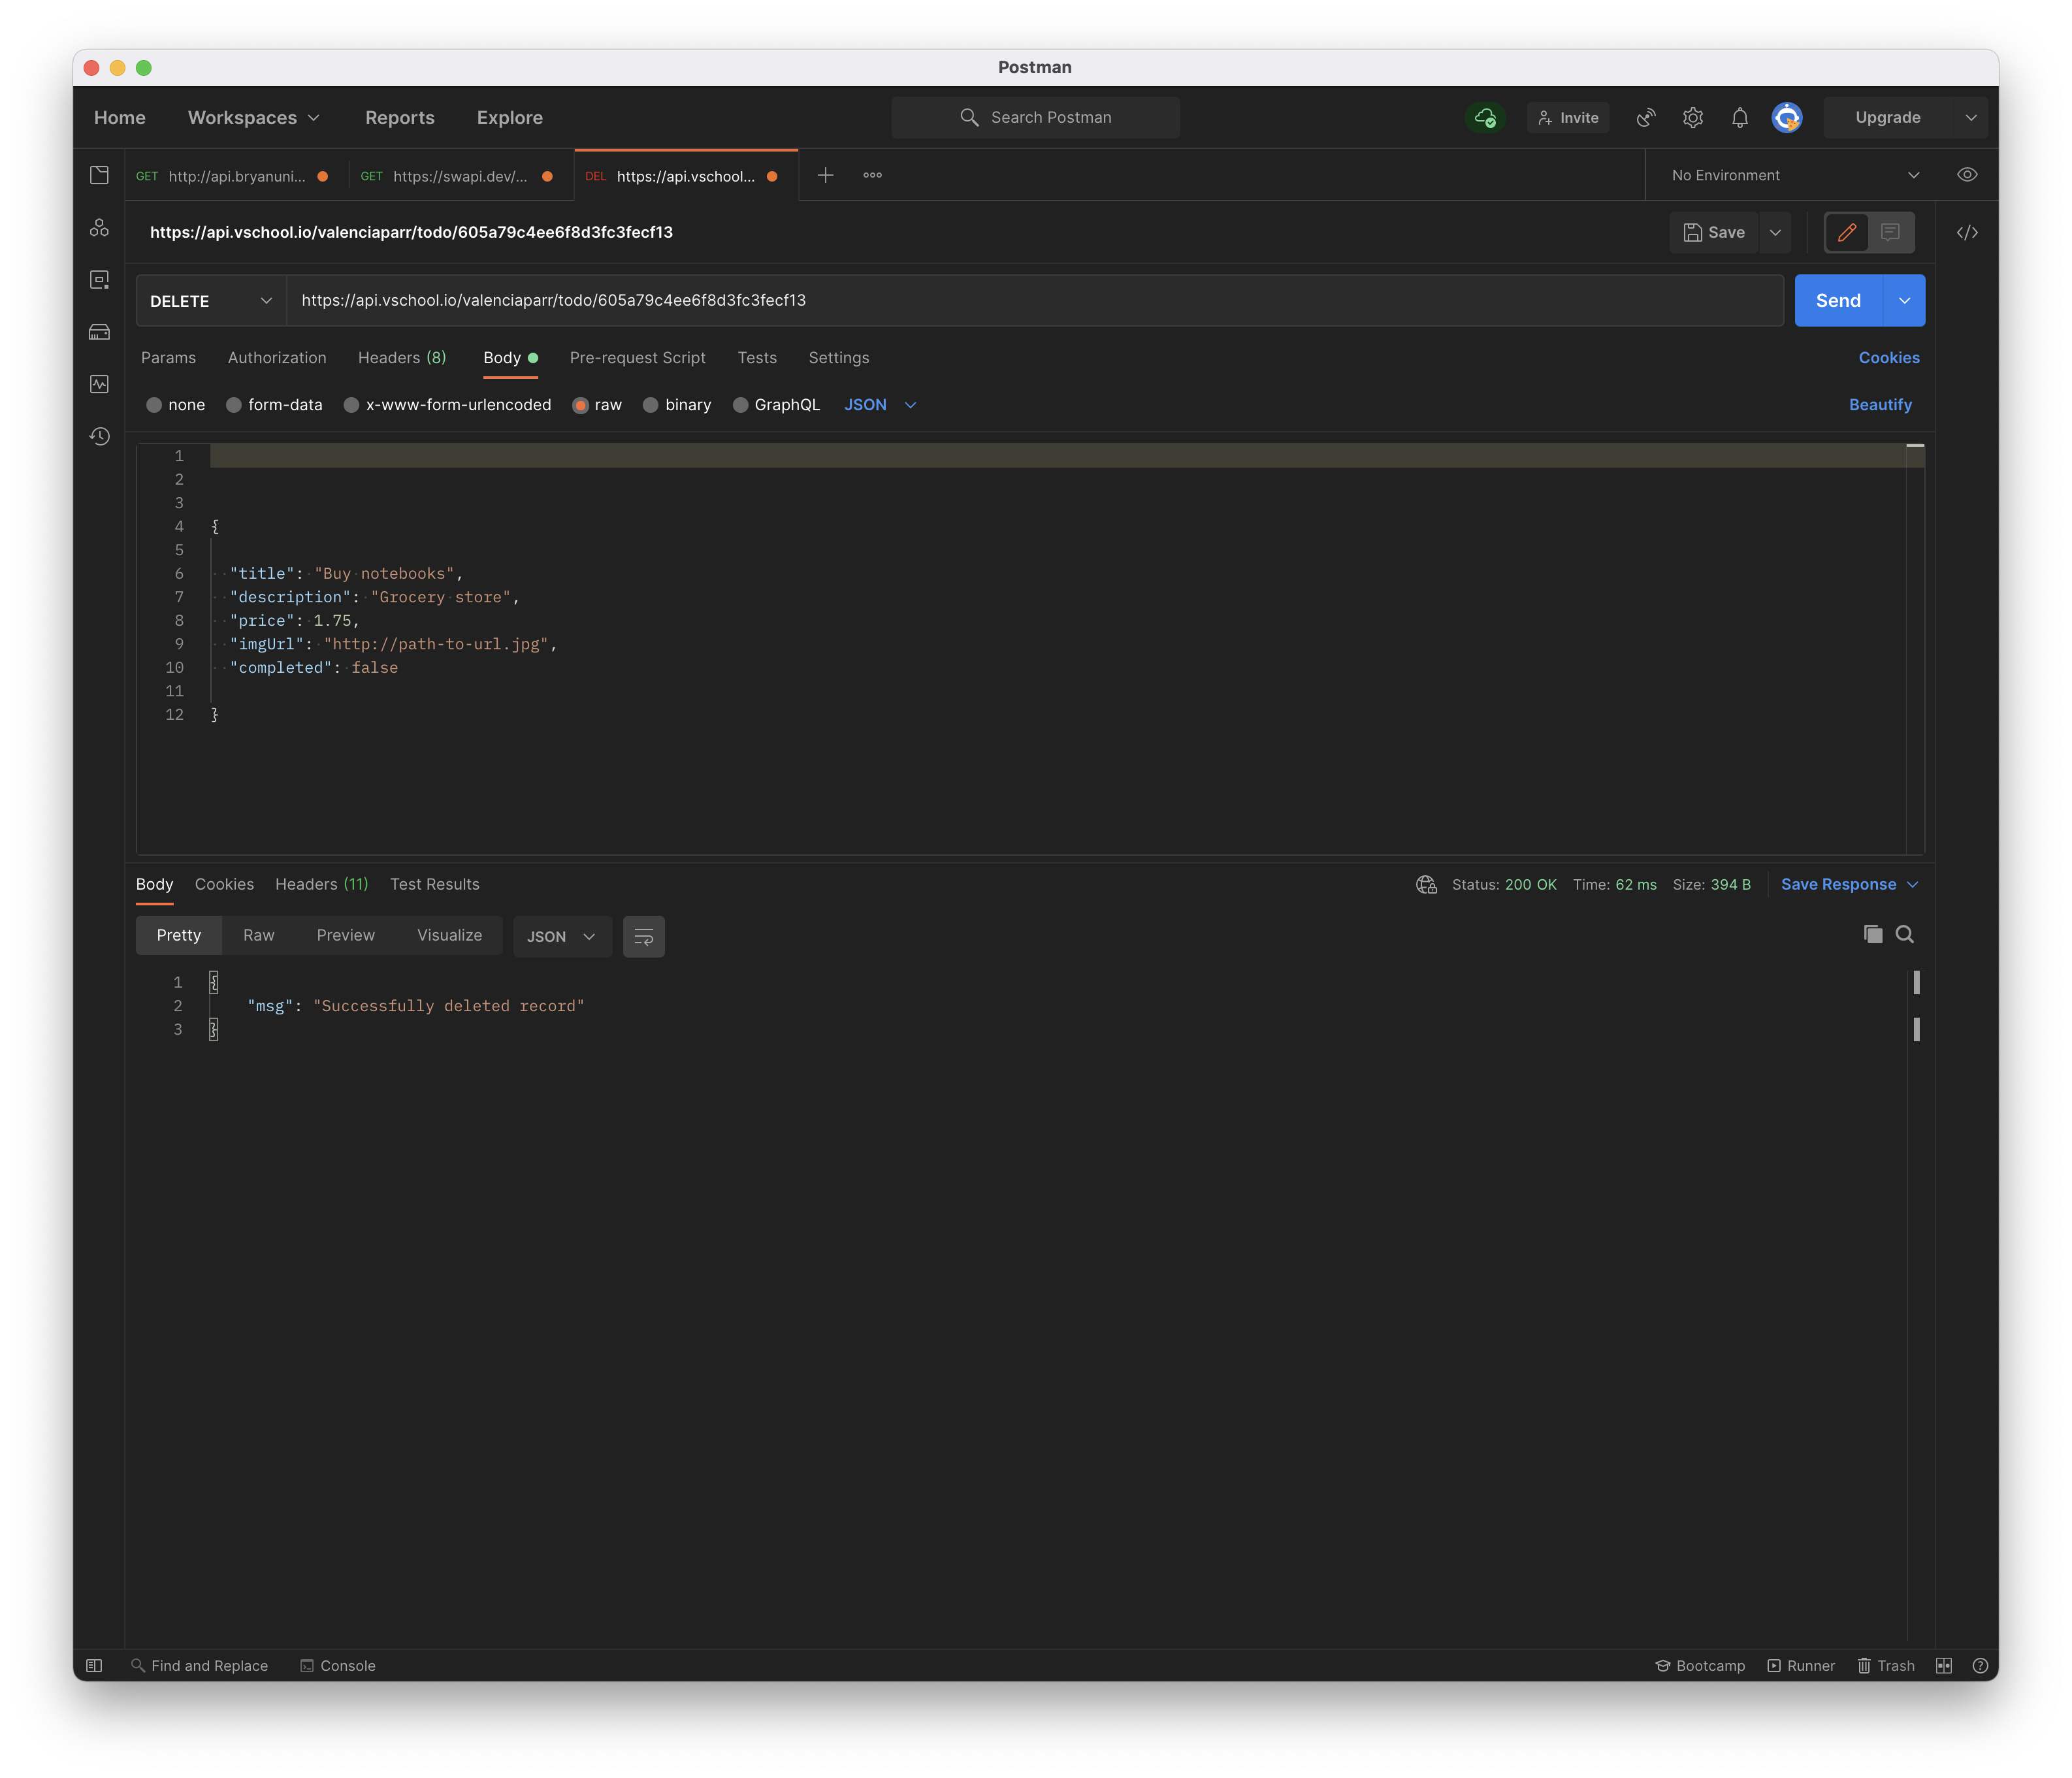 Postman
Home Workspaces Reports Explore Search Postman Invite Upgrade
GET http://api.bryanuni... GET https://swapi.dev/... DEL https://api.vschool... No Environment
https://api.vschool.io/valenciaparr/todo/605a79c4ee6f8d3fc3fecf13 Save
DELETE https://api.vschool.io/valenciaparr/todo/605a79c4ee6f8d3fc3fecf13 Send
Params Authorization Headers (8) Body Pre-request Script Tests Settings Cookies
none form-data x-www-form-urlencoded raw binary GraphQL JSON Beautify
1
2
3
4 {
5
6 "title": "Buy notebooks",
7 "description": "Grocery store",
8 "price": 1.75,
9 "imgUrl": "http://path-to-url.jpg",
10 "completed": false
11
12 }
Body Cookies Headers (11) Test Results Status: 200 OK Time: 62 ms Size: 394 B Save Response
Pretty Raw Preview Visualize JSON
1 {
2 "msg": "Successfully deleted record"
3 }
Find and Replace Console Bootcamp Runner Trash